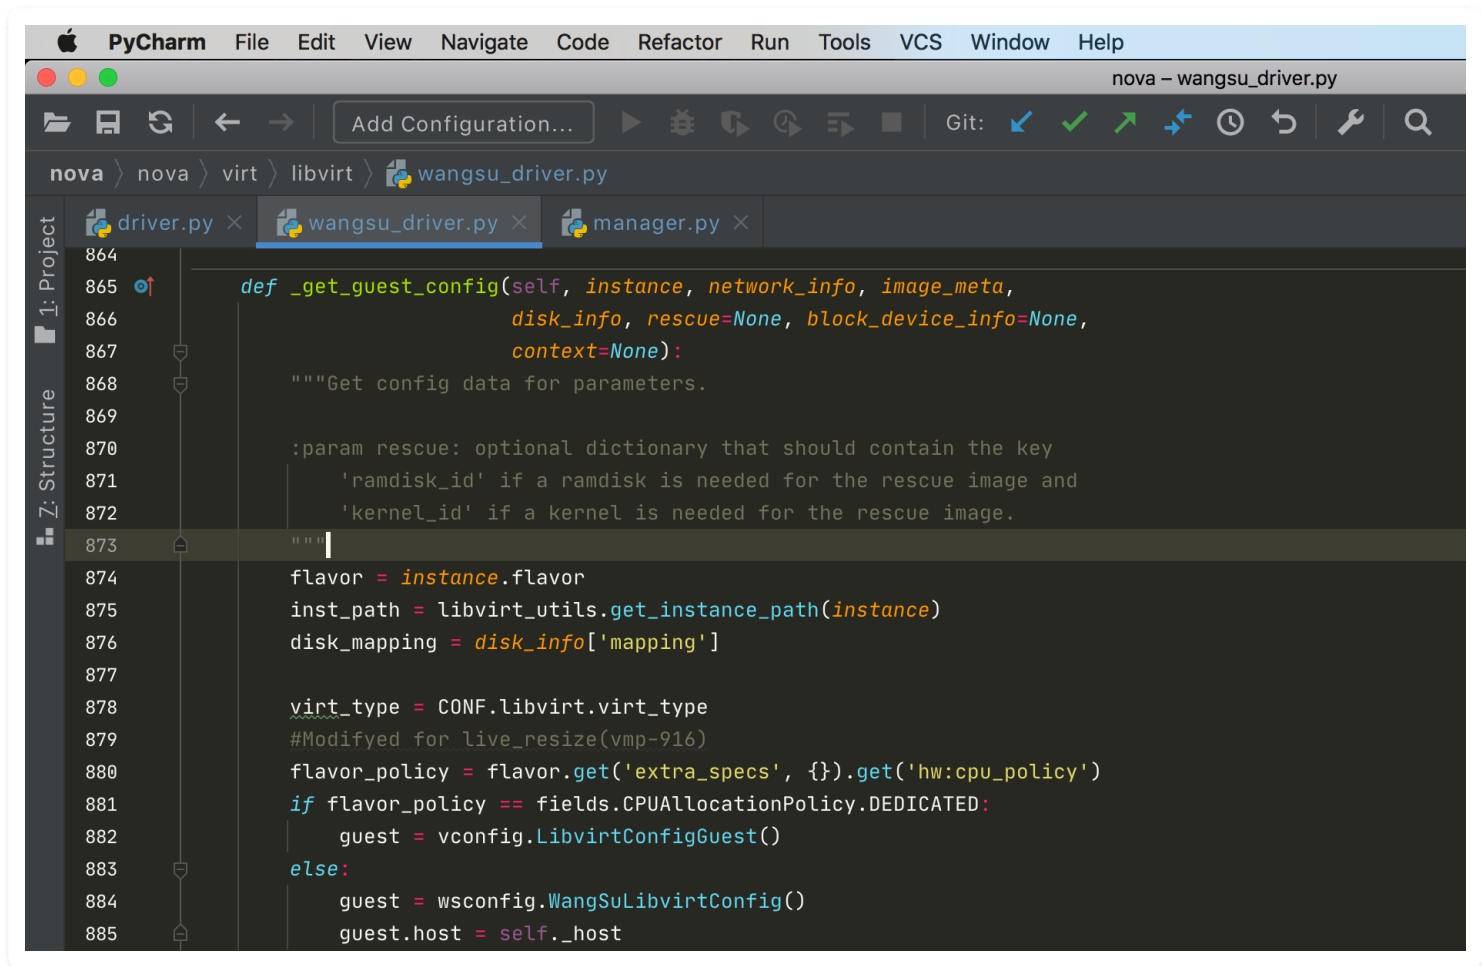 PyCharm File Edit View Navigate Code Refactor Run Tools VCS Window Help
nova – wangsu_driver.py
Add Configuration... Git:
nova nova virt libvirt wangsu_driver.py
driver.py wangsu_driver.py manager.py
1: Project
Z: Structure
864
865 def _get_guest_config(self, instance, network_info, image_meta,
866 disk_info, rescue=None, block_device_info=None,
867 context=None):
868 """Get config data for parameters.
869
870 :param rescue: optional dictionary that should contain the key
871 'ramdisk_id' if a ramdisk is needed for the rescue image and
872 'kernel_id' if a kernel is needed for the rescue image.
873 """
874 flavor = instance.flavor
875 inst_path = libvirt_utils.get_instance_path(instance)
876 disk_mapping = disk_info['mapping']
877
878 virt_type = CONF.libvirt.virt_type
879 #Modifyed for live_resize(vmp-916)
880 flavor_policy = flavor.get('extra_specs', {}).get('hw:cpu_policy')
881 if flavor_policy == fields.CPUAllocationPolicy.DEDICATED:
882 guest = vconfig.LibvirtConfigGuest()
883 else:
884 guest = wsconfig.WangSuLibvirtConfig()
885 guest.host = self._host